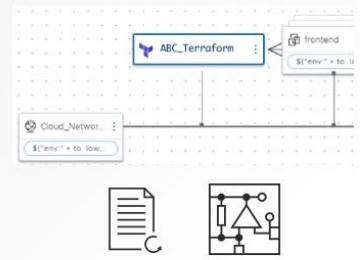 ABC_Terraform
frontend
${"env:" + to lo
Cloud_Networ...
${"env:" + to low...